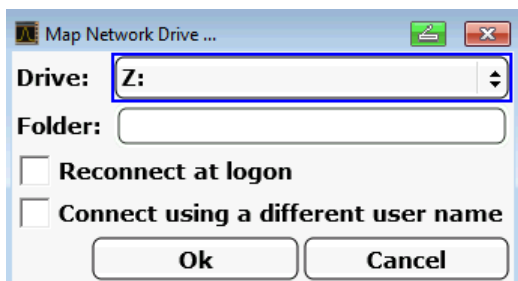 Map Network Drive ...
Drive: Z:
Folder:
Reconnect at logon
Connect using a different user name
Ok Cancel